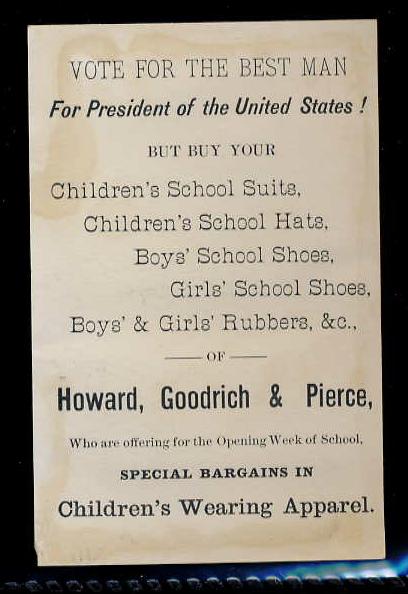 VOTE FOR THE BEST MAN
For President of the United States !
BUT BUY YOUR
Children's School Suits,
Children's School Hats,
Boys' School Shoes,
Girls' School Shoes,
Boys' & Girls' Rubbers, &c.,
OF
Howard, Goodrich & Pierce,
Who are offering for the Opening Week of School,
SPECIAL BARGAINS IN
Children's Wearing Apparel.